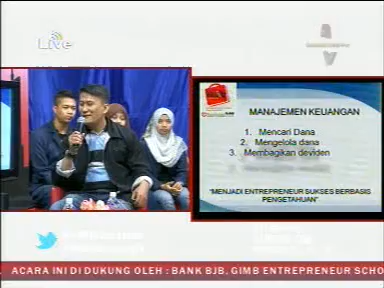 Live
MANAJEMEN KEUANGAN
1. Mencari Dana
2. Mengelola dana
3. Membagikan deviden
"MENJADI ENTREPRENEUR SUKSES BERBASIS
PENGETAHUAN"
ACARA INI DI DUKUNG OLEH : BANK BJB, GIMB ENTREPRENEUR SCHO